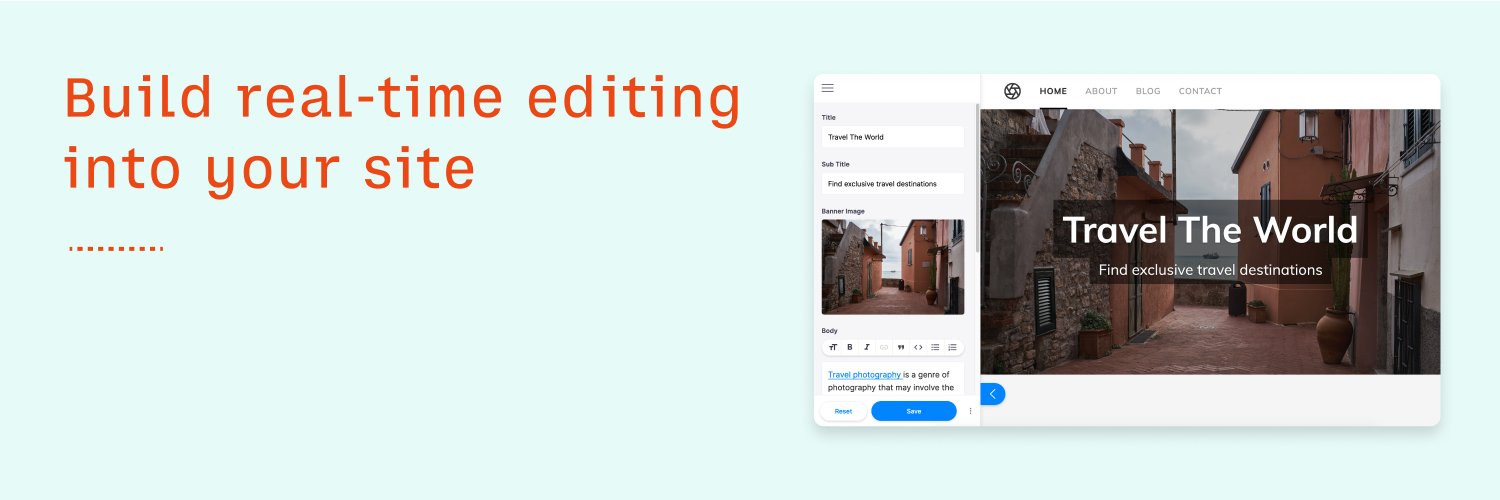 Build real-time editing
into your site
Title
Travel The World
Sub Title
Find exclusive travel destinations
Banner Image
Body
Travel photography is a genre of
photography that may involve the
Reset
Save
HOME ABOUT BLOG CONTACT
Travel The World
Find exclusive travel destinations